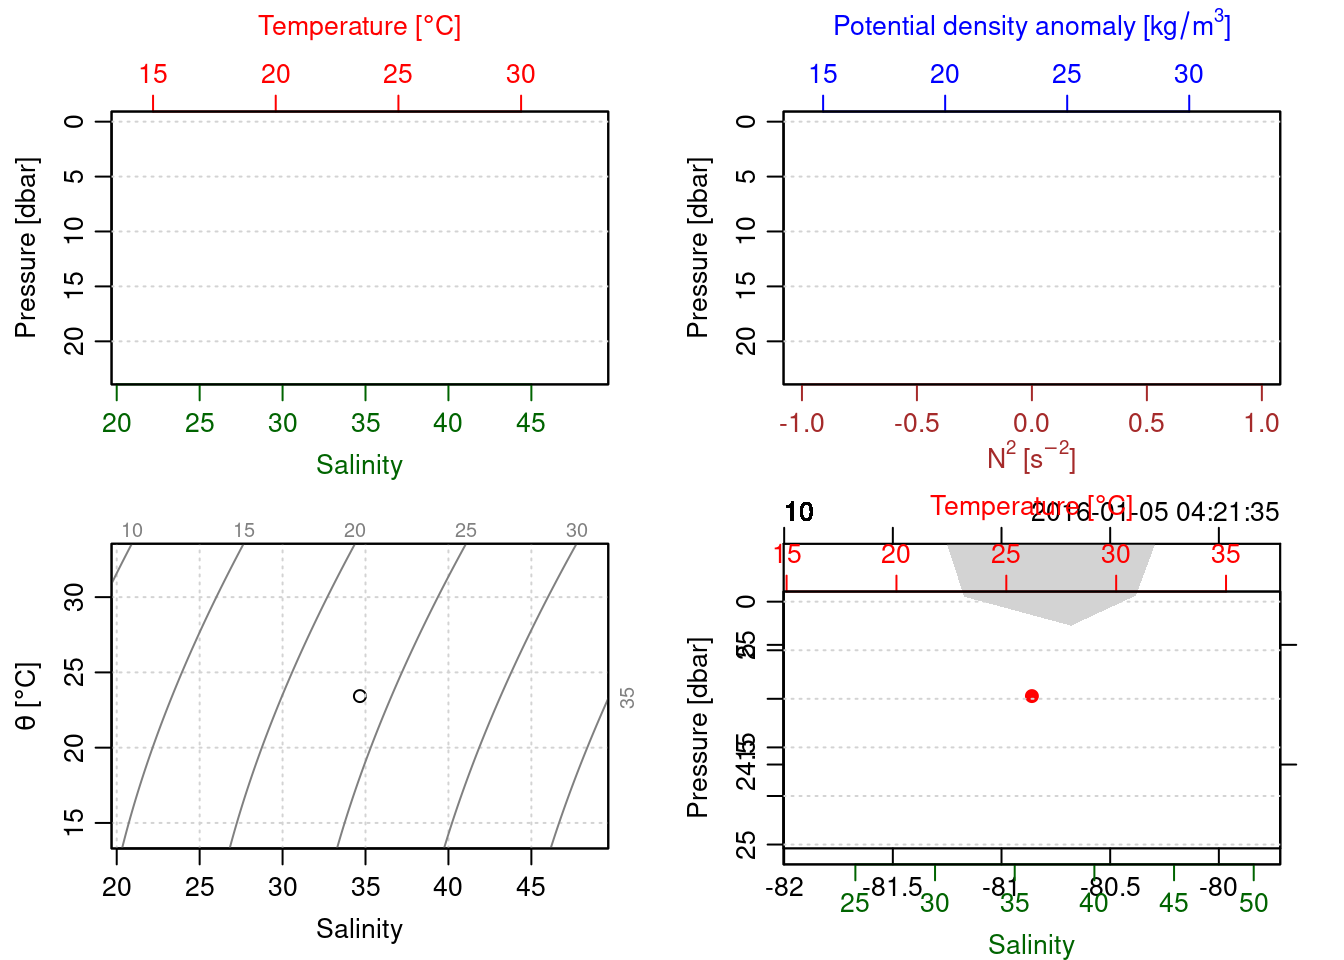 Temperature [°C]
15 20 25 30
Pressure [dbar]
0
5
10
15
20
20 25 30 35 40 45
Salinity
Potential density anomaly [kg/m³]
15 20 25 30
Pressure [dbar]
0
5
10
15
20
-1.0 -0.5 0.0 0.5 1.0
N² [s⁻²]
10 15 20 25 30
35
θ [°C]
30
25
20
15
20 25 30 35 40 45
Salinity
Temperature [°C]
10 2016-01-05 04:21:35
15 20 25 30 35
Pressure [dbar]
0
25
-82 -81.5 -81 -80.5 -80
25 30 35 40 45 50
Salinity